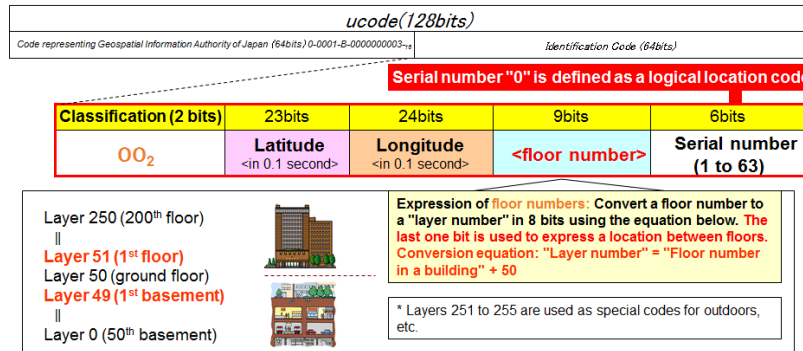 ucode(128bits)
Code representing Geospatial Information Authority of Japan (64bits) 0-0001-B-0000000003-₁₆
Identification Code (64bits)
Serial number "0" is defined as a logical location code
Classification (2 bits)
23bits
24bits
9bits
6bits
OO₂
Latitude
<in 0.1 second>
Longitude
<in 0.1 second>
<floor number>
Serial number
(1 to 63)
Layer 250 (200th floor)
||
Layer 51 (1st floor)
Layer 50 (ground floor)
Layer 49 (1st basement)
||
Layer 0 (50th basement)
Expression of floor numbers: Convert a floor number to
a "layer number" in 8 bits using the equation below. The
last one bit is used to express a location between floors.
Conversion equation: "Layer number" = "Floor number
in a building" + 50
* Layers 251 to 255 are used as special codes for outdoors,
etc.